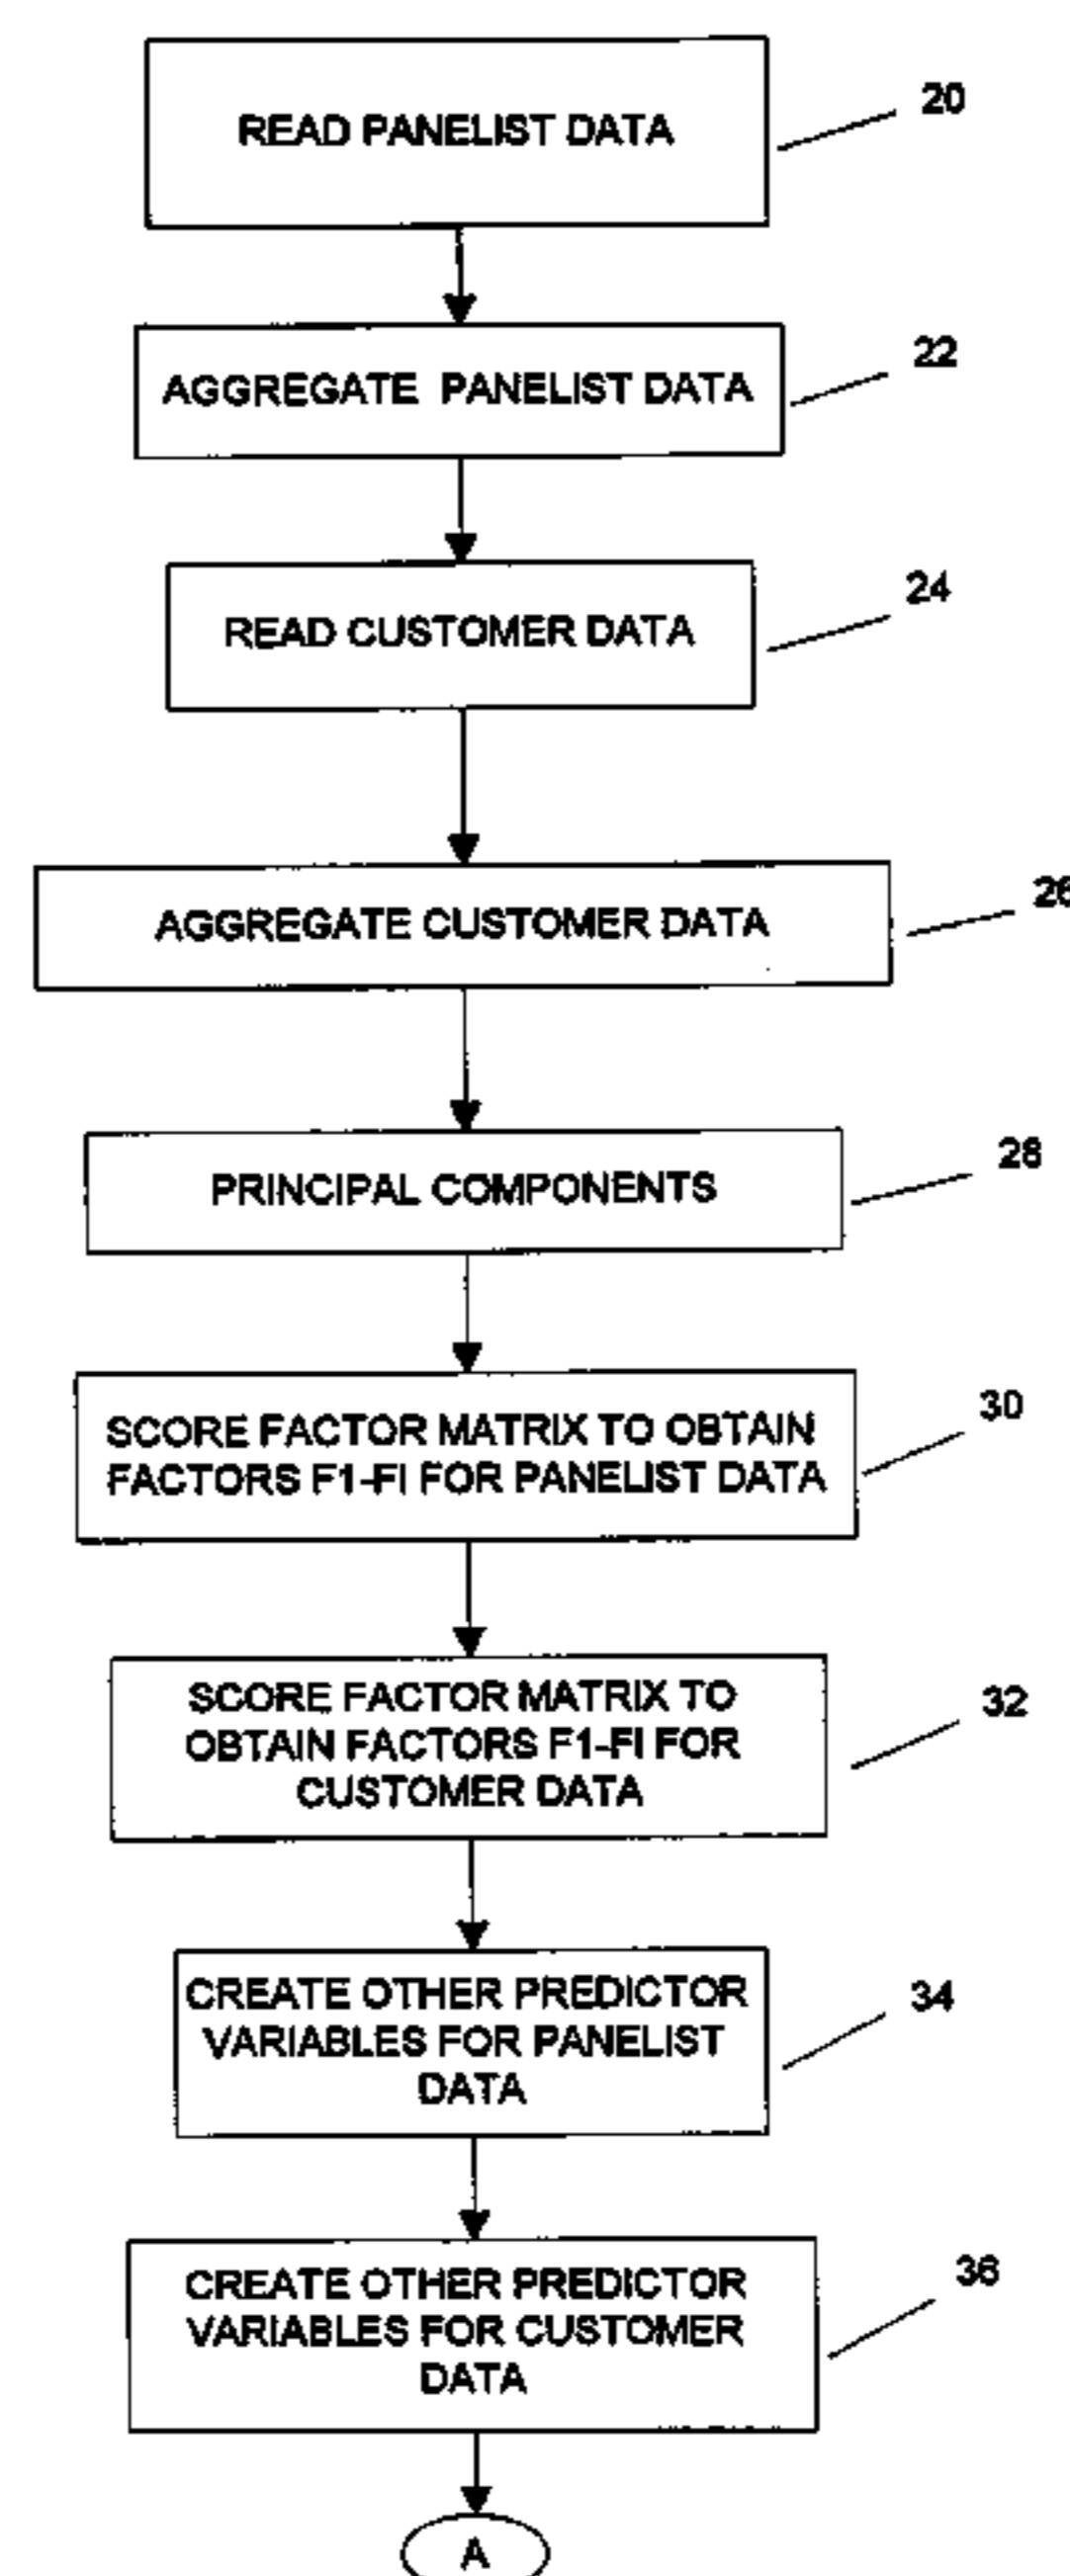 READ PANELIST DATA
20
AGGREGATE PANELIST DATA
22
READ CUSTOMER DATA
24
AGGREGATE CUSTOMER DATA
26
PRINCIPAL COMPONENTS
28
SCORE FACTOR MATRIX TO OBTAIN
FACTORS F1-FI FOR PANELIST DATA
30
SCORE FACTOR MATRIX TO
OBTAIN FACTORS F1-FI FOR
CUSTOMER DATA
32
CREATE OTHER PREDICTOR
VARIABLES FOR PANELIST
DATA
34
CREATE OTHER PREDICTOR
VARIABLES FOR CUSTOMER
DATA
36
A